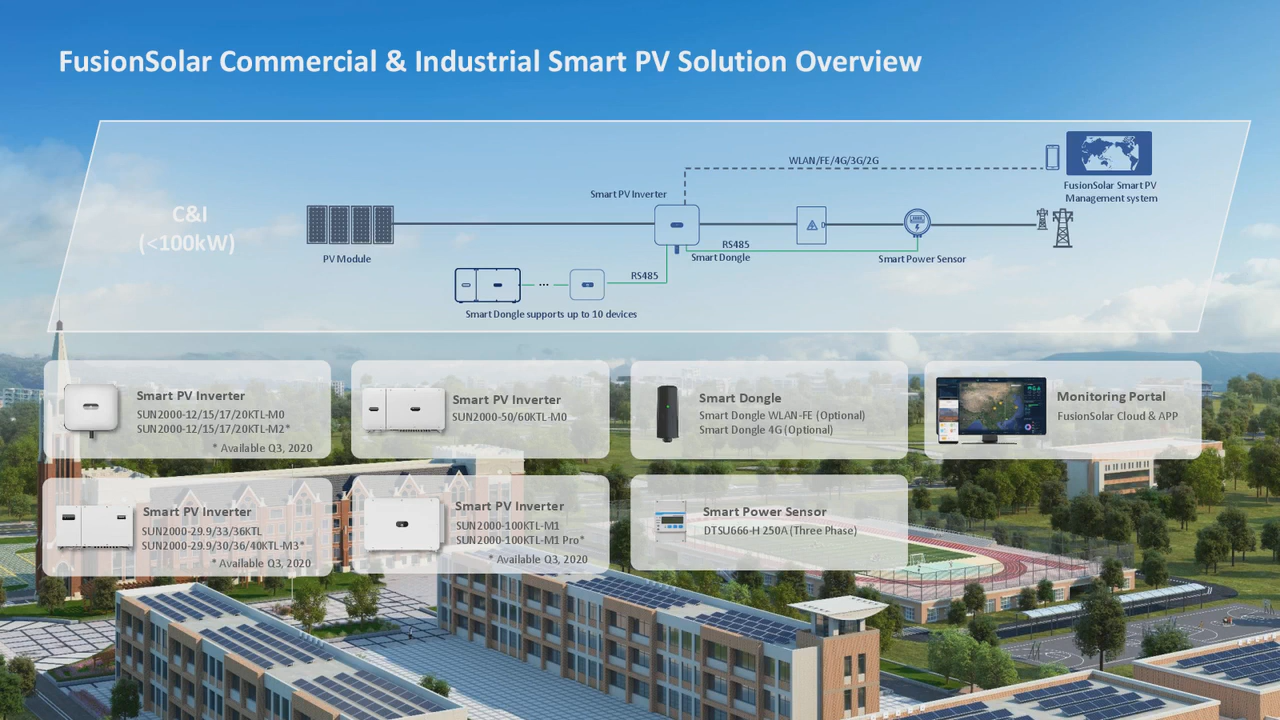 FusionSolar Commercial & Industrial Smart PV Solution Overview
WLAN/FE/4G/3G/2G
FusionSolar Smart PV
Management system
Smart PV Inverter
C&I
(<100kW)
PV Module
RS485
Smart Dongle
Smart Power Sensor
RS485
Smart Dongle supports up to 10 devices
Smart PV Inverter
SUN2000-12/15/17/20KTL-M0
SUN2000-12/15/17/20KTL-M2*
* Available Q3, 2020
Smart PV Inverter
SUN2000-50/60KTL-M0
Smart Dongle
Smart Dongle WLAN-FE (Optional)
Smart Dongle 4G (Optional)
Monitoring Portal
FusionSolar Cloud & APP
Smart PV Inverter
SUN2000-29.9/33/36KTL
SUN2000-29.9/30/36/40KTL-M3*
* Available Q3, 2020
Smart PV Inverter
SUN2000-100KTL-M1
SUN2000-100KTL-M1 Pro*
* Available Q3, 2020
Smart Power Sensor
DTSU666-H 250A (Three Phase)